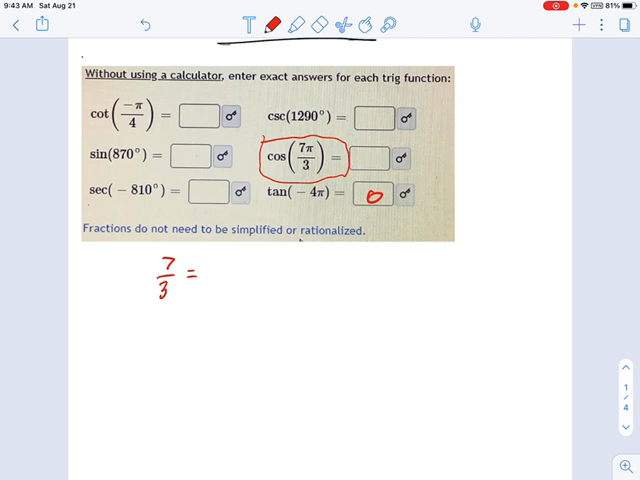 9:43 AM Sat Aug 21
VPN 81%
Without using a calculator, enter exact answers for each trig function:
cot(-π/4) =
csc(1290°) =
sin(870°) =
cos(7π/3) =
sec(- 810°) =
tan(- 4π) = 0
Fractions do not need to be simplified or rationalized.
7/3 =
1
/
4